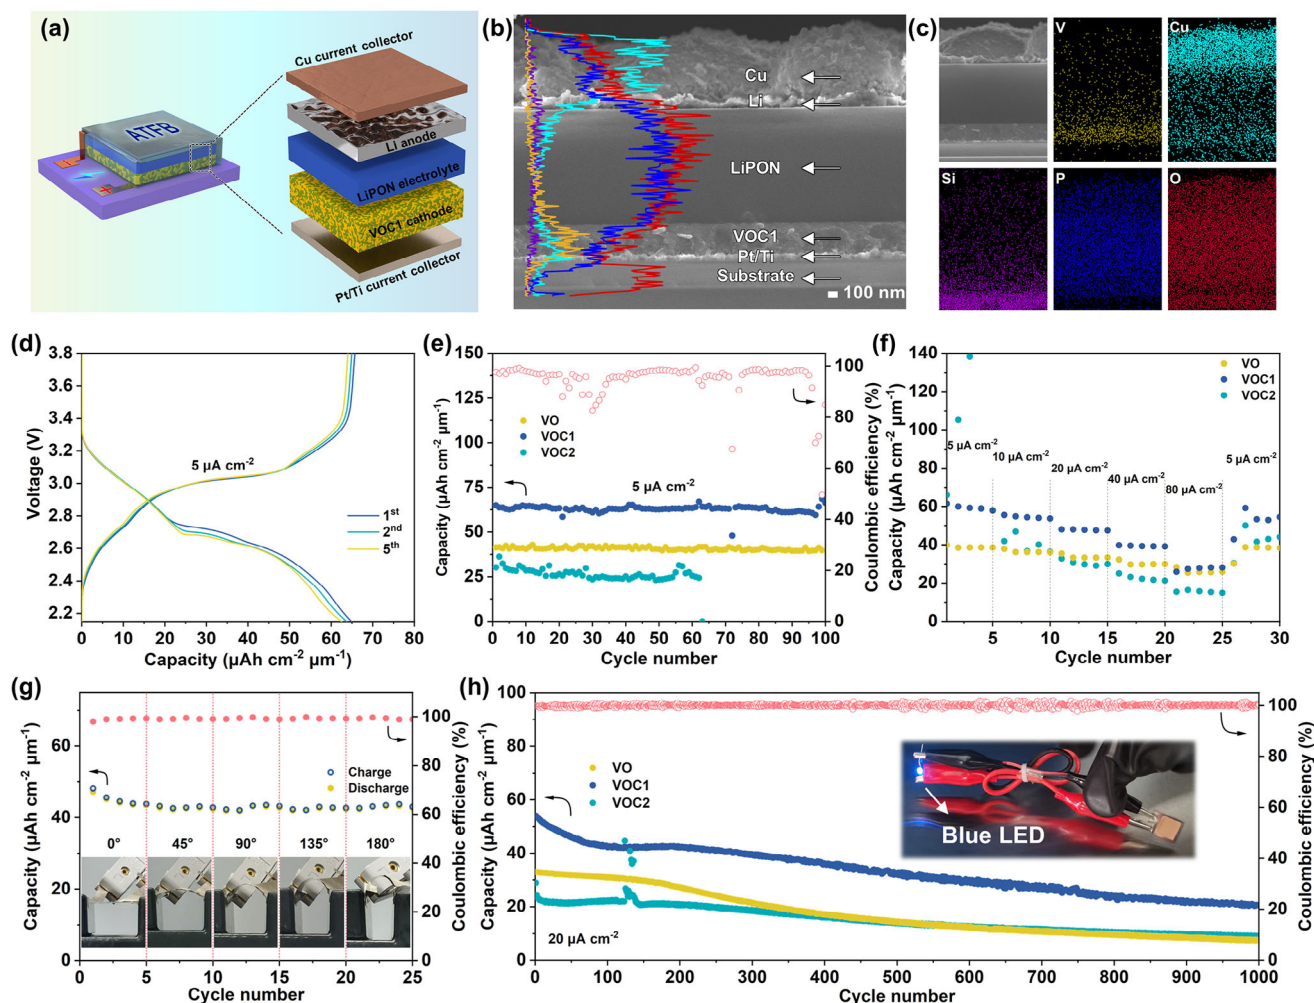 (a)
Cu current collector
ATFB
Li anode
LiPON electrolyte
VOC1 cathode
Pt/Ti current collector
(b)
Cu
Li
LiPON
VOC1
Pt/Ti
Substrate
100 nm
(c)
V
Cu
Si
P
O
(d)
3.8
3.6
3.4
3.2
3.0
2.8
2.6
2.4
2.2
Voltage (V)
5 µA cm⁻²
1ˢᵗ
2ⁿᵈ
5ᵗʰ
0 10 20 30 40 50 60 70 80
Capacity (µAh cm⁻² µm⁻¹)
(e)
150
125
100
75
50
25
0
Capacity (µAh cm⁻² µm⁻¹)
VO
VOC1
VOC2
5 µA cm⁻²
100
80
60
40
20
0
Coulombic efficiency (%)
0 10 20 30 40 50 60 70 80 90 100
Cycle number
(f)
140
120
100
80
60
40
20
0
Capacity (µAh cm⁻² µm⁻¹)
VO
VOC1
VOC2
5 µA cm⁻²
10 µA cm⁻²
20 µA cm⁻²
40 µA cm⁻²
80 µA cm⁻²
5 µA cm⁻²
5 10 15 20 25 30
Cycle number
(g)
60
40
20
0
Capacity (µAh cm⁻² µm⁻¹)
Charge
Discharge
0° 45° 90° 135° 180°
100
80
60
40
20
0
Coulombic efficiency (%)
0 5 10 15 20 25
Cycle number
(h)
100
80
60
40
20
0
Capacity (µAh cm⁻² µm⁻¹)
VO
VOC1
VOC2
Blue LED
20 µA cm⁻²
100
80
60
40
20
0
Coulombic efficiency (%)
0 100 200 300 400 500 600 700 800 900 1000
Cycle number